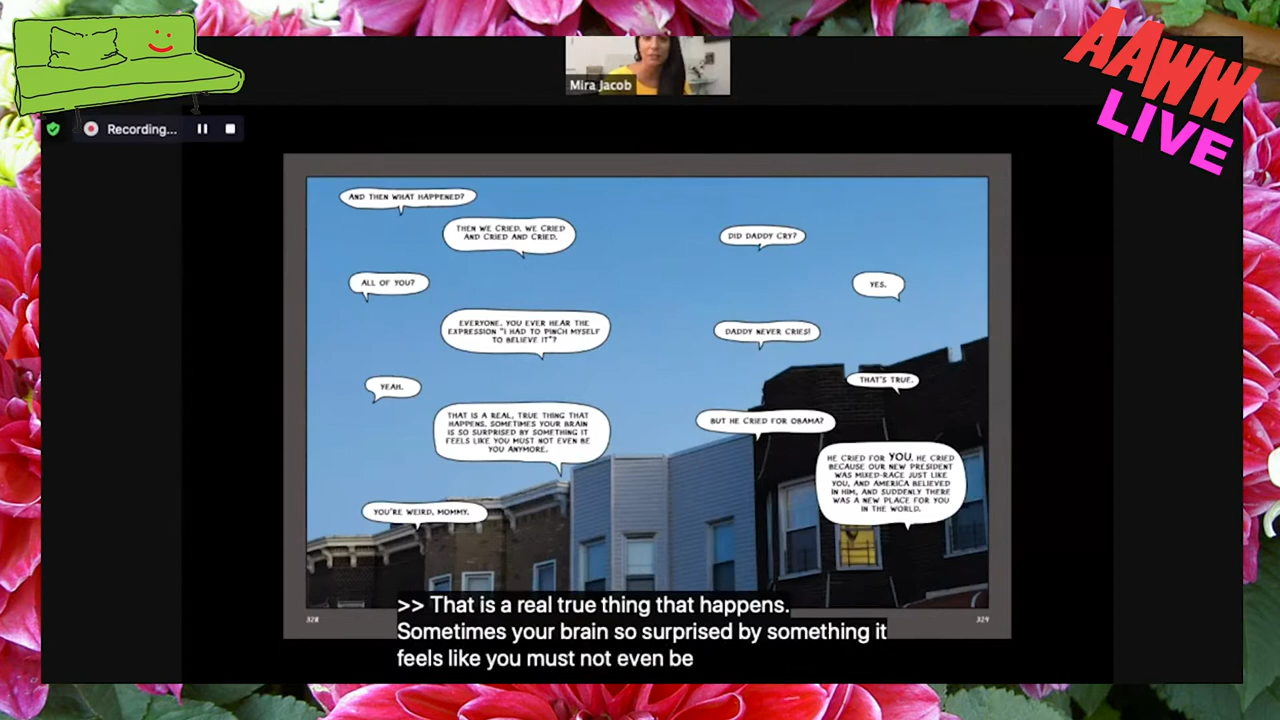 Mira Jacob
AAWW
LIVE
Recording...
AND THEN WHAT HAPPENED?
THEN WE CRIED. WE CRIED
AND CRIED AND CRIED.
ALL OF YOU?
EVERYONE. YOU EVER HEAR THE
EXPRESSION "I HAD TO PINCH MYSELF
TO BELIEVE IT"?
YEAH.
THAT IS A REAL, TRUE THING THAT
HAPPENS. SOMETIMES YOUR BRAIN
IS SO SURPRISED BY SOMETHING IT
FEELS LIKE YOU MUST NOT EVEN BE
YOU ANYMORE.
YOU'RE WEIRD, MOMMY.
DID DADDY CRY?
YES.
DADDY NEVER CRIES!
THAT'S TRUE.
BUT HE CRIED FOR OBAMA?
HE CRIED FOR YOU. HE CRIED
BECAUSE OUR NEW PRESIDENT
WAS MIXED-RACE JUST LIKE
YOU, AND AMERICA BELIEVED
IN HIM, AND SUDDENLY THERE
WAS A NEW PLACE FOR YOU
IN THE WORLD.
328
329
>> That is a real true thing that happens.
Sometimes your brain so surprised by something it
feels like you must not even be